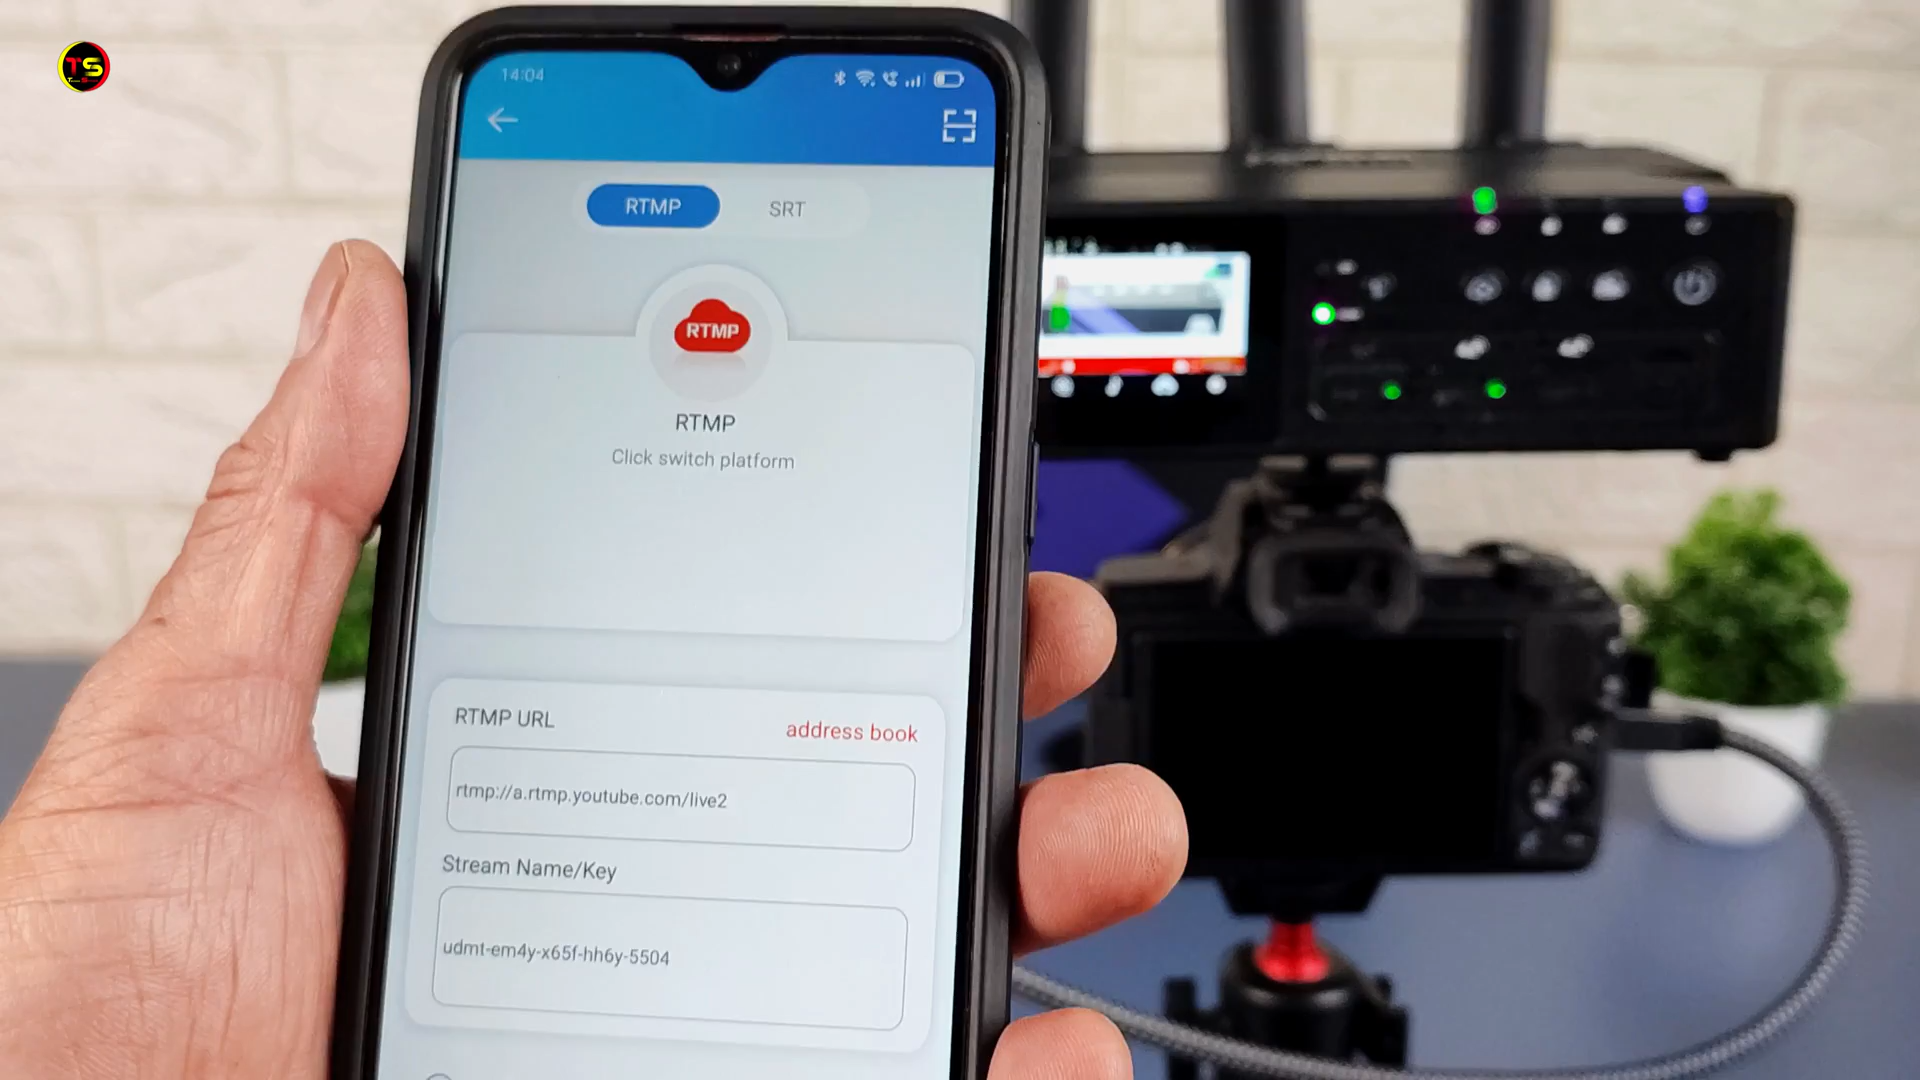 TS
14:04
RTMP SRT
RTMP
RTMP
Click switch platform
RTMP URL
address book
rtmp://a.rtmp.youtube.com/live2
Stream Name/Key
udmt-em4y-x65f-hh6y-5504